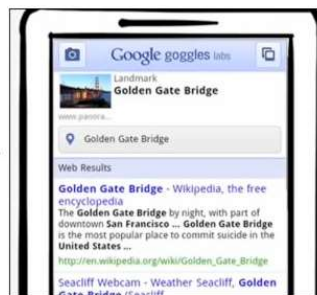 Google goggles labs
Landmark
Golden Gate Bridge
www.panora...
Golden Gate Bridge
Web Results
Golden Gate Bridge - Wikipedia, the free
encyclopedia
The Golden Gate Bridge by night, with part of
downtown San Francisco ... Golden Gate Bridge
is the most popular place to commit suicide in the
United States ...
http://en.wikipedia.org/wiki/Golden_Gate_Bridge
Seacliff Webcam - Weather Seacliff, Golden
Gate Bridge (Seacliff